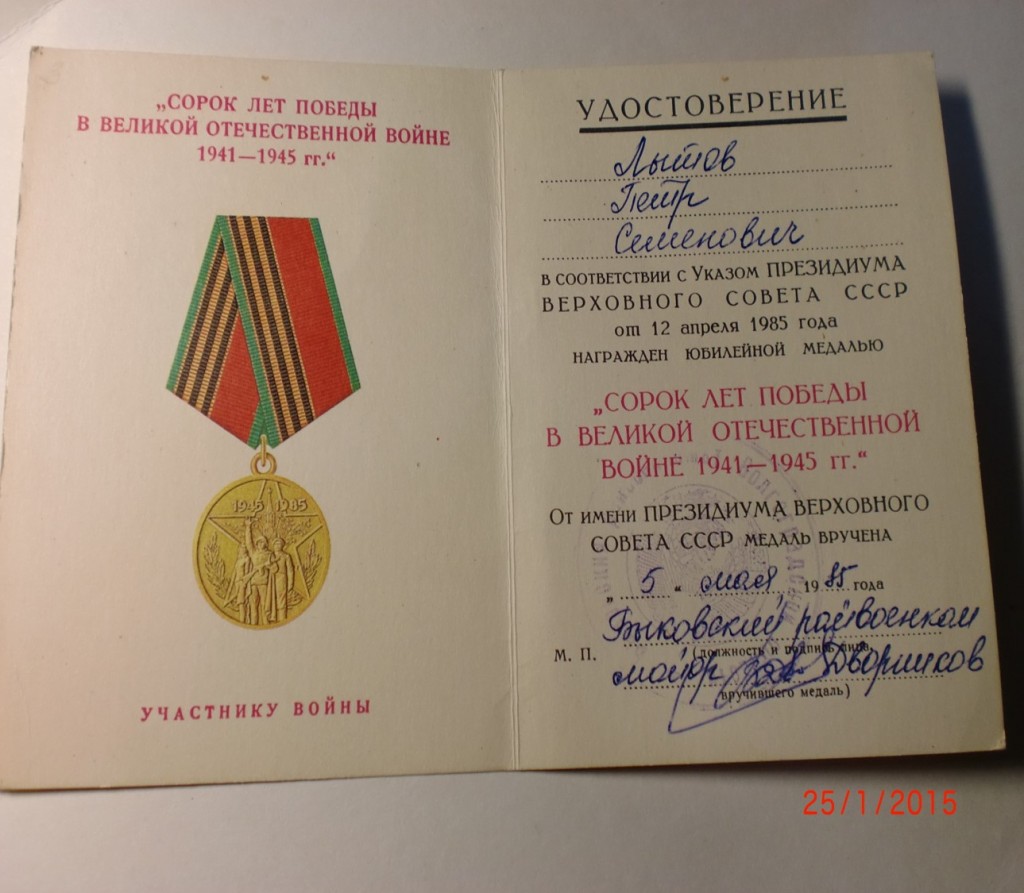 „СОРОК ЛЕТ ПОБЕДЫ
В ВЕЛИКОЙ ОТЕЧЕСТВЕННОЙ ВОЙНЕ
1941—1945 гг.“
1945 1985
УЧАСТНИКУ ВОЙНЫ
УДОСТОВЕРЕНИЕ
Лытов
Петр
Семенович
В СООТВЕТСТВИИ С УКАЗОМ ПРЕЗИДИУМА
ВЕРХОВНОГО СОВЕТА СССР
от 12 апреля 1985 года
НАГРАЖДЕН ЮБИЛЕЙНОЙ МЕДАЛЬЮ
„СОРОК ЛЕТ ПОБЕДЫ
В ВЕЛИКОЙ ОТЕЧЕСТВЕННОЙ
ВОЙНЕ 1941—1945 гг.“
ОТ ИМЕНИ ПРЕЗИДИУМА ВЕРХОВНОГО
СОВЕТА СССР МЕДАЛЬ ВРУЧЕНА
„ 5 “ мая 1985 года
Быковский райвоенком
М. П. (должность и подпись лица,
майор Дворников
вручившего медаль)
25/1/2015